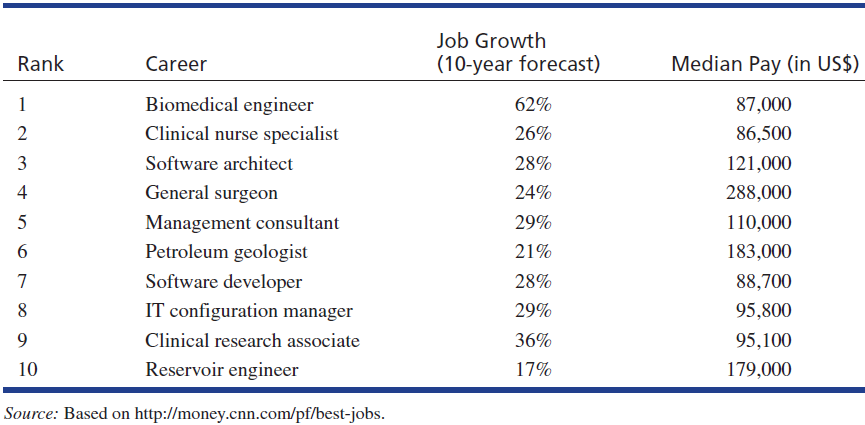 Job Growth
Rank Career (10-year forecast) Median Pay (in US$)
1 Biomedical engineer 62% 87,000
2 Clinical nurse specialist 26% 86,500
3 Software architect 28% 121,000
4 General surgeon 24% 288,000
5 Management consultant 29% 110,000
6 Petroleum geologist 21% 183,000
7 Software developer 28% 88,700
8 IT configuration manager 29% 95,800
9 Clinical research associate 36% 95,100
10 Reservoir engineer 17% 179,000
Source: Based on http://money.cnn.com/pf/best-jobs.